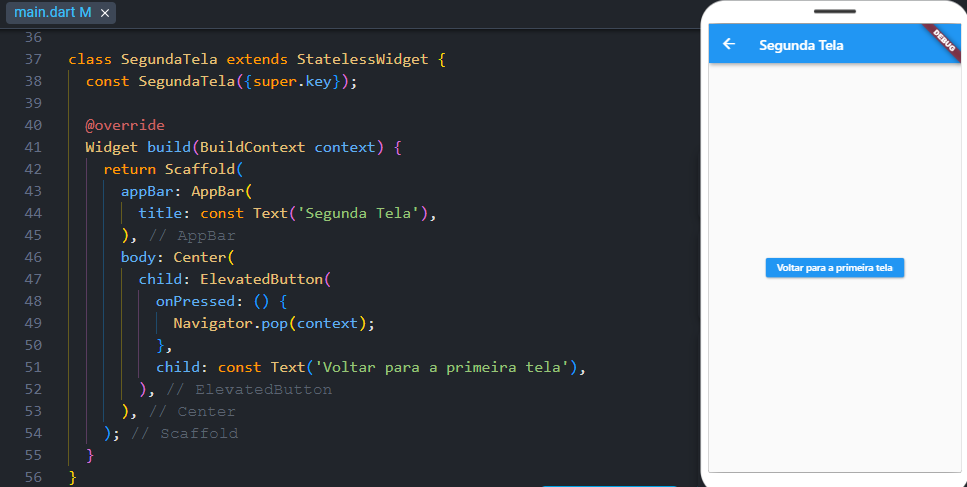 main.dart M ×
36
37 class SegundaTela extends StatelessWidget {
38 const SegundaTela({super.key});
39
40 @override
41 Widget build(BuildContext context) {
42 return Scaffold(
43 appBar: AppBar(
44 title: const Text('Segunda Tela'),
45 ), // AppBar
46 body: Center(
47 child: ElevatedButton(
48 onPressed: () {
49 Navigator.pop(context);
50 },
51 child: const Text('Voltar para a primeira tela'),
52 ), // ElevatedButton
53 ), // Center
54 ); // Scaffold
55 }
56 }
Segunda Tela
DEBUG
Voltar para a primeira tela